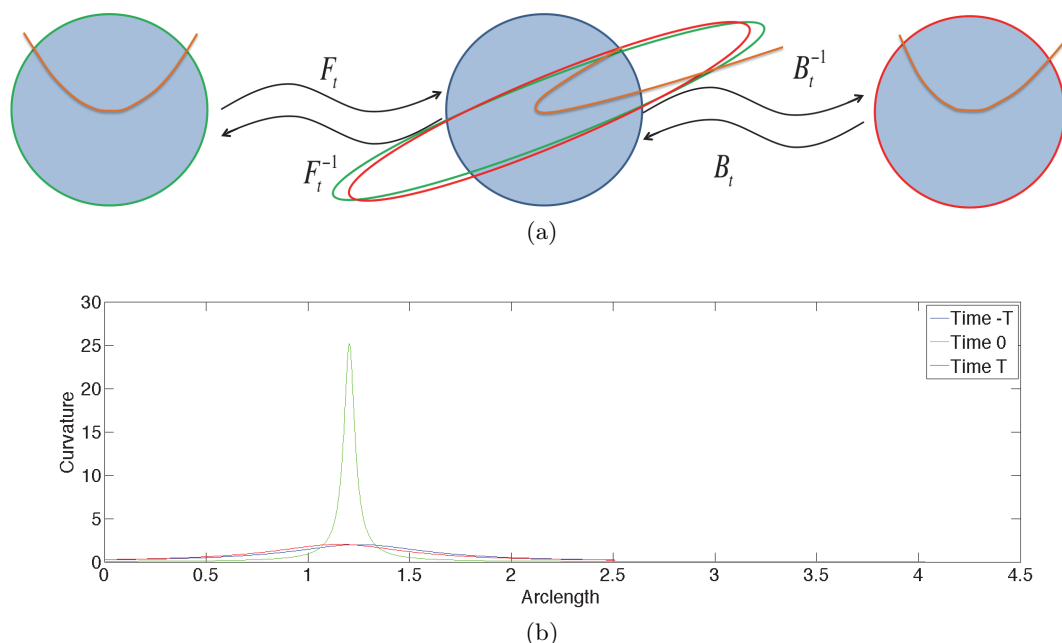 F_t
B_t^{-1}
F_t^{-1}
B_t
(a)
30
25
20
15
10
5
0
Curvature
Time -T
Time 0
Time T
0 0.5 1 1.5 2 2.5 3 3.5 4 4.5
Arclength
(b)